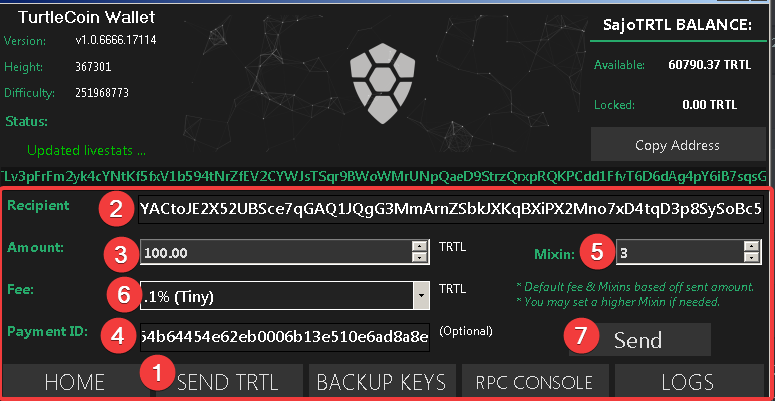 TurtleCoin Wallet
Version: v1.0.6666.17114
Height: 367301
Difficulty: 251968773
Status:
Updated livestats ...
SajoTRTL BALANCE:
Available: 60790.37 TRTL
Locked: 0.00 TRTL
Copy Address
TLv3pFrFm2yk4cYNtKf5fxV1b594tNrZfEV2CYWJsTSqr9BWoWMrUNpQaeD9StrzQrxpRQKPCdd1FfvT6D6dAg4pY6iB7sqsG
Recipient 2 YACtoJE2X52UBSce7qGAQ1JQgG3MmArnZSbkJXKqBXiPX2Mno7xD4tqD3p8SySoBc5
Amount: 3 100.00 TRTL Mixin: 5 3
Fee: 6 .1% (Tiny) TRTL
* Default fee & Mixins based off sent amount.
* You may set a higher Mixin if needed.
Payment ID: 4 54b64454e62eb0006b13e510e6ad8a8e (Optional)
7 Send
HOME 1 SEND TRTL BACKUP KEYS RPC CONSOLE LOGS